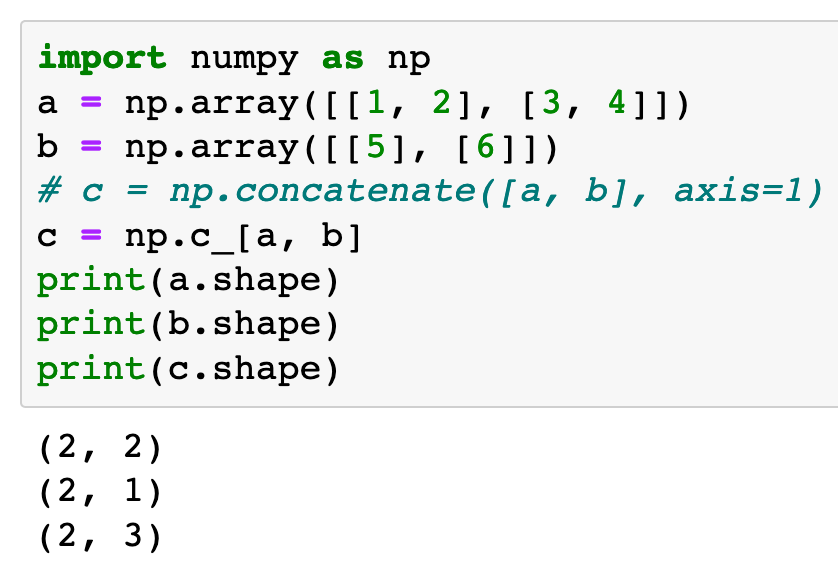 import numpy as np
a = np.array([[1, 2], [3, 4]])
b = np.array([[5], [6]])
# c = np.concatenate([a, b], axis=1)
c = np.c_[a, b]
print(a.shape)
print(b.shape)
print(c.shape)
(2, 2)
(2, 1)
(2, 3)